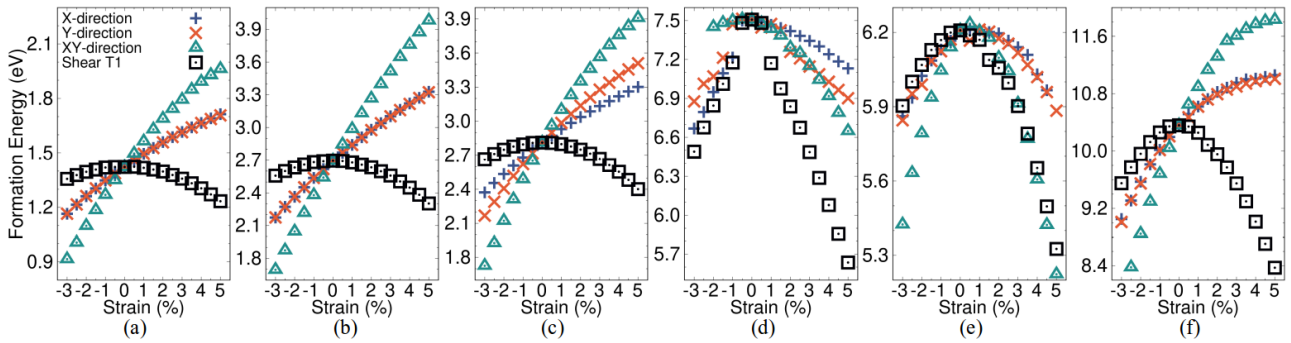 Formation Energy (eV)
X-direction
Y-direction
XY-direction
Shear T1
2.1
1.8
1.5
1.2
0.9
-3 -2 -1 0 1 2 3 4 5
Strain (%)
(a)
3.9
3.6
3.3
3.0
2.7
2.4
2.1
1.8
-3 -2 -1 0 1 2 3 4 5
Strain (%)
(b)
3.9
3.6
3.3
3.0
2.7
2.4
2.1
1.8
-3 -2 -1 0 1 2 3 4 5
Strain (%)
(c)
7.5
7.2
6.9
6.6
6.3
6.0
5.7
-3 -2 -1 0 1 2 3 4 5
Strain (%)
(d)
6.2
5.9
5.6
5.3
-3 -2 -1 0 1 2 3 4 5
Strain (%)
(e)
11.6
10.8
10.0
9.2
8.4
-3 -2 -1 0 1 2 3 4 5
Strain (%)
(f)